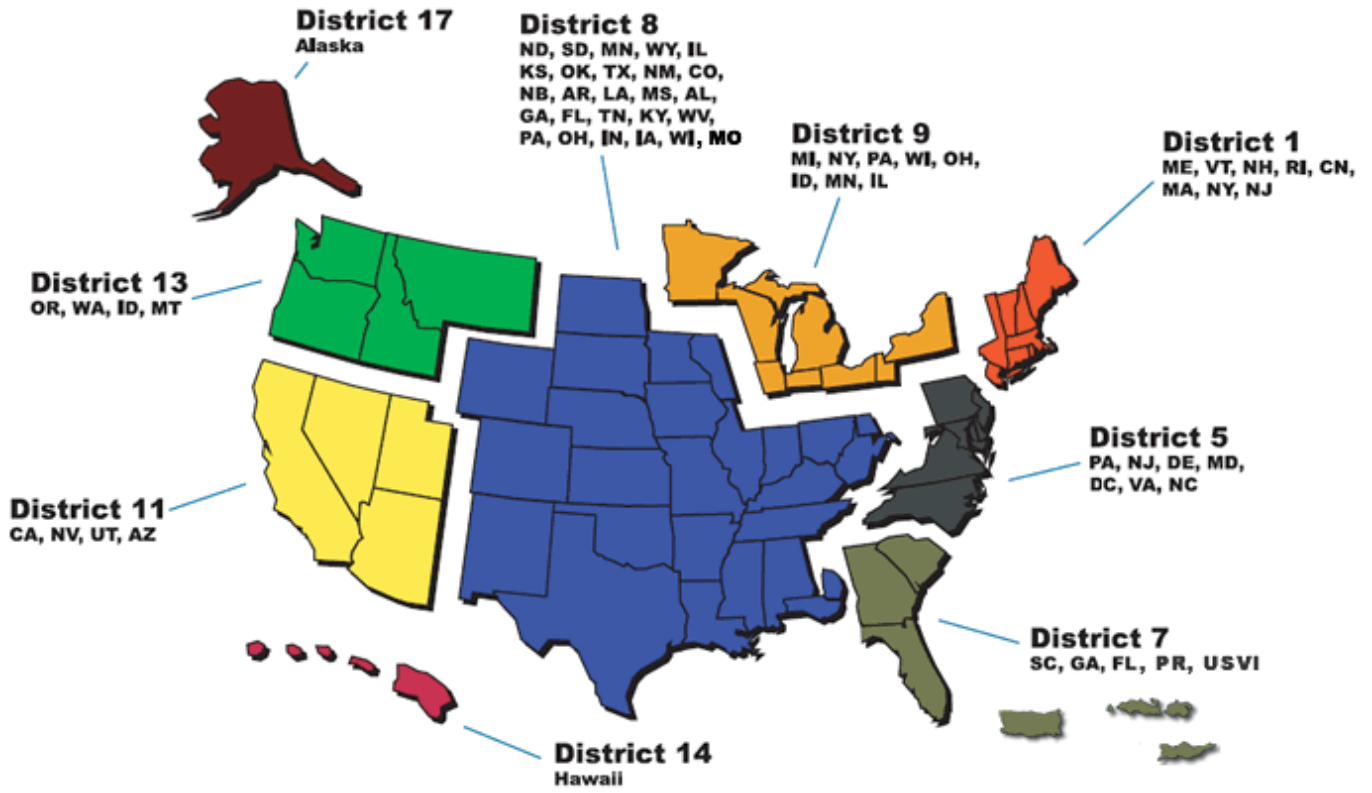 District 17
Alaska
District 8
ND, SD, MN, WY, IL
KS, OK, TX, NM, CO,
NB, AR, LA, MS, AL,
GA, FL, TN, KY, WV,
PA, OH, IN, IA, WI, MO
District 9
MI, NY, PA, WI, OH,
ID, MN, IL
District 1
ME, VT, NH, RI, CN,
MA, NY, NJ
District 13
OR, WA, ID, MT
District 5
PA, NJ, DE, MD,
DC, VA, NC
District 11
CA, NV, UT, AZ
District 7
SC, GA, FL, PR, USVI
District 14
Hawaii